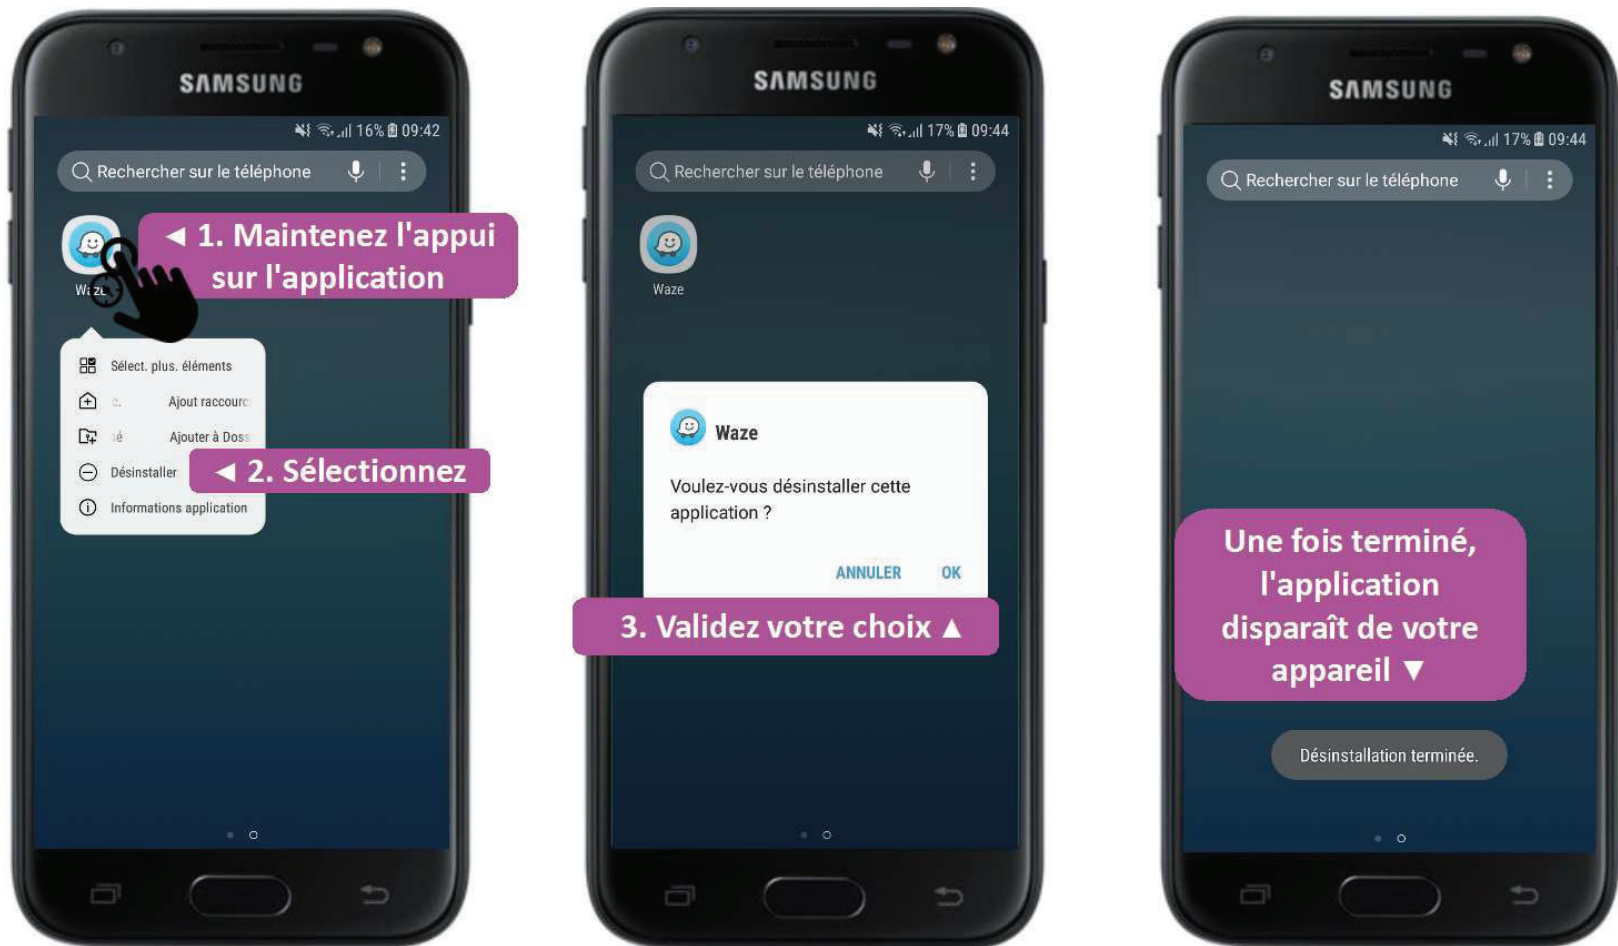 SAMSUNG
16% 09:42
Rechercher sur le téléphone
◄ 1. Maintenez l'appui
sur l'application
Waze
Sélect. plus. éléments
Ajout raccourc
sé Ajouter à Doss
Désinstaller
◄ 2. Sélectionnez
Informations application
SAMSUNG
17% 09:44
Rechercher sur le téléphone
Waze
Waze
Voulez-vous désinstaller cette
application ?
ANNULER OK
3. Validez votre choix ▲
SAMSUNG
17% 09:44
Rechercher sur le téléphone
Une fois terminé,
l'application
disparaît de votre
appareil ▼
Désinstallation terminée.